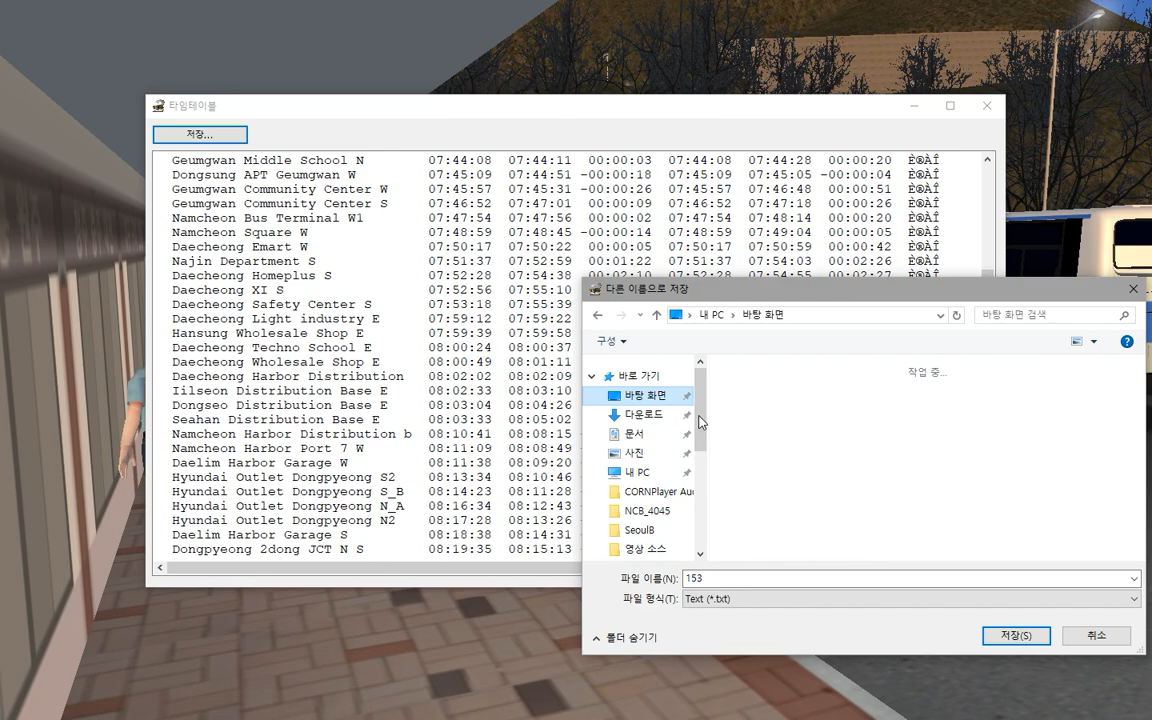 타임테이블
저장...
Geumgwan Middle School N 07:44:08 07:44:11 00:00:03 07:44:08 07:44:28 00:00:20 È®ÀÎ
Dongsung APT Geumgwan W 07:45:09 07:44:51 -00:00:18 07:45:09 07:45:05 -00:00:04 È®ÀÎ
Geumgwan Community Center W 07:45:57 07:45:31 -00:00:26 07:45:57 07:46:48 00:00:51 È®ÀÎ
Geumgwan Community Center S 07:46:52 07:47:01 00:00:09 07:46:52 07:47:18 00:00:26 È®ÀÎ
Namcheon Bus Terminal W1 07:47:54 07:47:56 00:00:02 07:47:54 07:48:14 00:00:20 È®ÀÎ
Namcheon Square W 07:48:59 07:48:45 -00:00:14 07:48:59 07:49:04 00:00:05 È®ÀÎ
Daecheong Emart W 07:50:17 07:50:22 00:00:05 07:50:17 07:50:59 00:00:42 È®ÀÎ
Najin Department S 07:51:37 07:52:59 00:01:22 07:51:37 07:54:03 00:02:26 È®ÀÎ
Daecheong Homeplus S 07:52:28 07:54:38 00:02:10 07:52:28 07:54:55 00:02:27 È®ÀÎ
Daecheong XI S 07:52:56 07:55:10
Daecheong Safety Center S 07:53:18 07:55:39
Daecheong Light industry E 07:59:12 07:59:22
Hansung Wholesale Shop E 07:59:39 07:59:58
Daecheong Techno School E 08:00:24 08:00:37
Daecheong Wholesale Shop E 08:00:49 08:01:11
Daecheong Harbor Distribution 08:02:02 08:02:09
Iilseon Distribution Base E 08:02:33 08:03:10
Dongseo Distribution Base E 08:03:04 08:04:26
Seahan Distribution Base E 08:03:33 08:05:02
Namcheon Harbor Distribution b 08:10:41 08:08:15 -
Namcheon Harbor Port 7 W 08:11:09 08:08:49 -
Daelim Harbor Garage W 08:11:38 08:09:20 -
Hyundai Outlet Dongpyeong S2 08:13:34 08:10:46 -
Hyundai Outlet Dongpyeong S_B 08:14:23 08:11:28 -
Hyundai Outlet Dongpyeong N_A 08:16:34 08:12:43 -
Hyundai Outlet Dongpyeong N2 08:17:28 08:13:26 -
Daelim Harbor Garage S 08:18:38 08:14:31 -
Dongpyeong 2dong JCT N S 08:19:35 08:15:13 -
다른 이름으로 저장
내 PC > 바탕 화면
바탕 화면 검색
구성
바로 가기
바탕 화면
다운로드
문서
사진
내 PC
CORNPlayer Au
NCB_4045
SeoulB
영상 소스
작업 중...
파일 이름(N): 153
파일 형식(T): Text (*.txt)
폴더 숨기기
저장(S)
취소